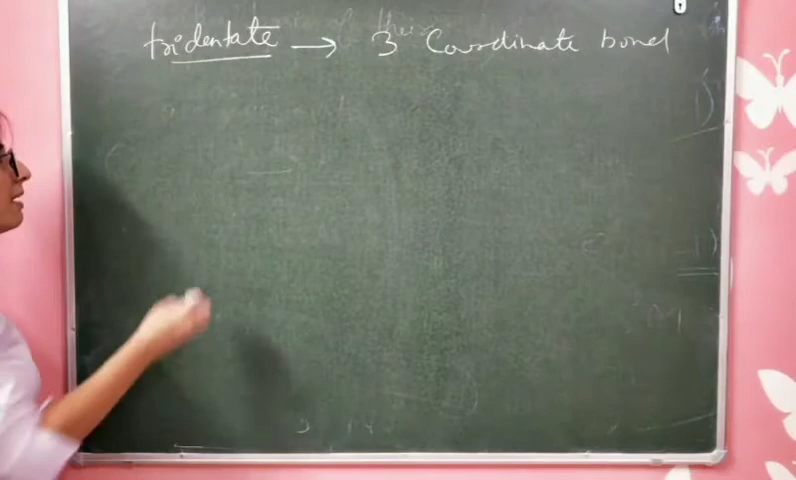 tridentate → 3 Coordinate bond